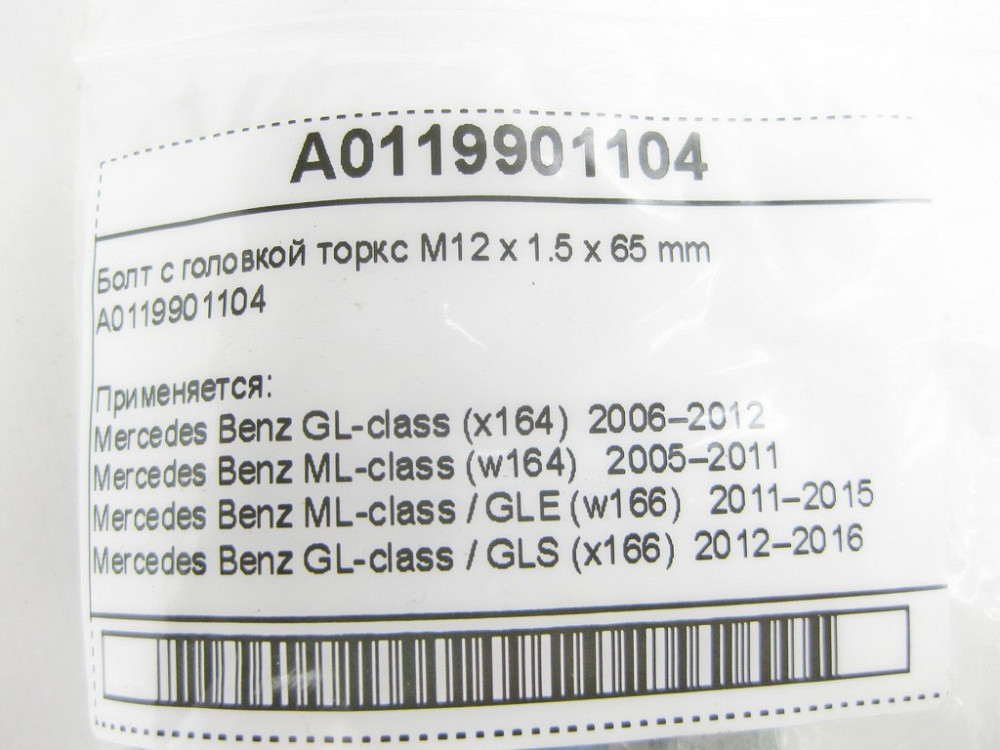 A0119901104
Болт с головкой торкс M12 x 1.5 x 65 mm
A0119901104
Применяется:
Mercedes Benz GL-class (x164) 2006–2012
Mercedes Benz ML-class (w164) 2005–2011
Mercedes Benz ML-class / GLE (w166) 2011–2015
Mercedes Benz GL-class / GLS (x166) 2012–2016